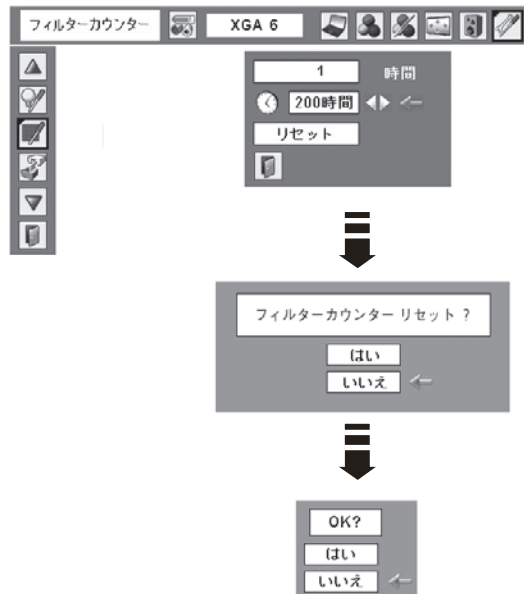 フィルターカウンター XGA 6
1 時間
200時間
リセット
フィルターカウンター リセット ?
はい
いいえ
OK?
はい
いいえ